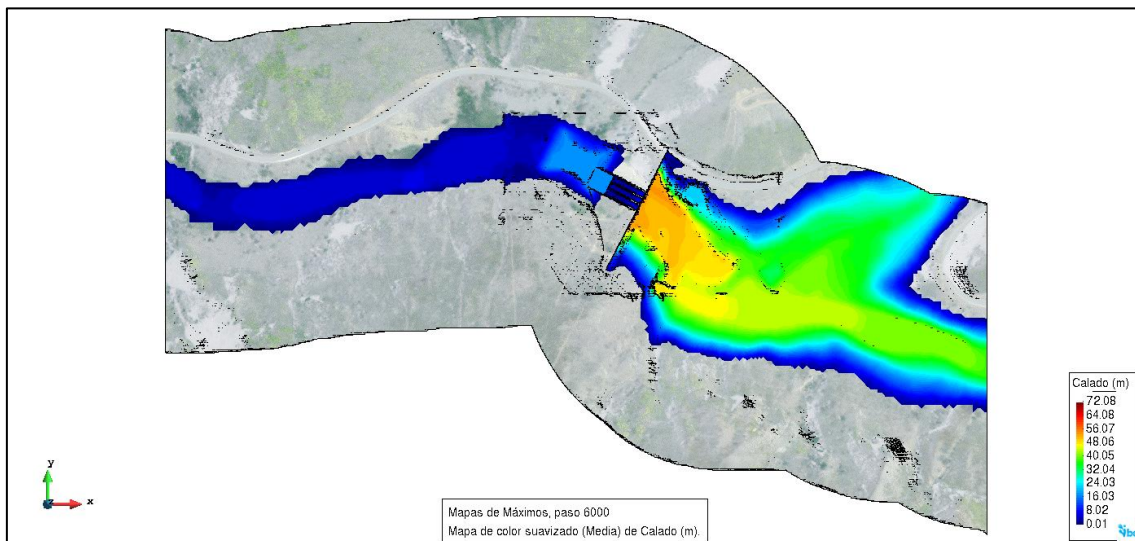 y
x
Calado (m)
72.08
64.08
56.07
48.06
40.05
32.04
24.03
16.03
8.02
0.01
Mapas de Máximos, paso 6000
Mapa de color suavizado (Media) de Calado (m).